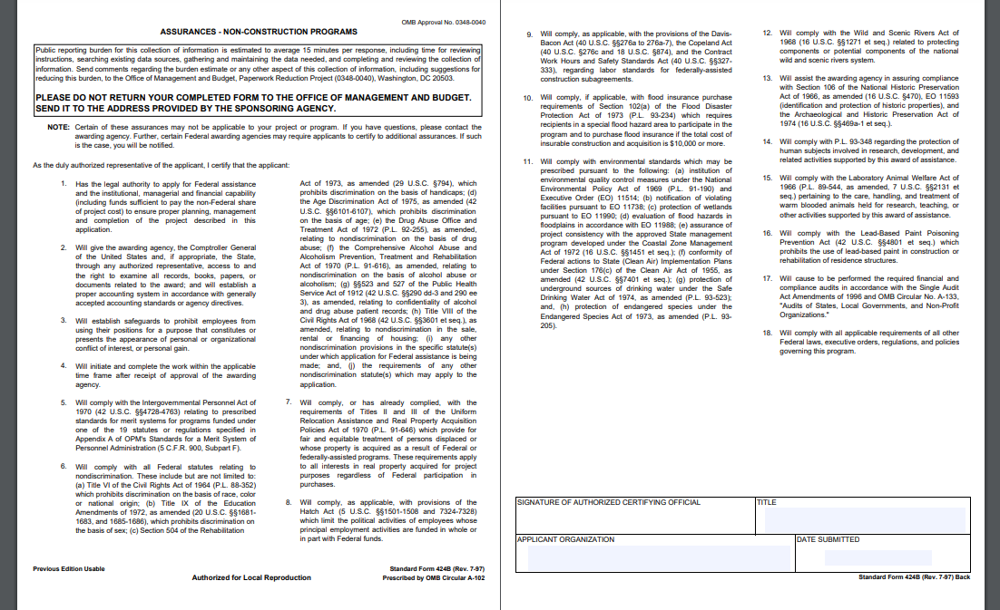 OMB Approval No. 0348-0040
ASSURANCES - NON-CONSTRUCTION PROGRAMS
Public reporting burden for this collection of information is estimated to average 15 minutes per response, including time for reviewing
instructions, searching existing data sources, gathering and maintaining the data needed, and completing and reviewing the collection of
information. Send comments regarding the burden estimate or any other aspect of this collection of information, including suggestions for
reducing this burden, to the Office of Management and Budget, Paperwork Reduction Project (0348-0040), Washington, DC 20503.
PLEASE DO NOT RETURN YOUR COMPLETED FORM TO THE OFFICE OF MANAGEMENT AND BUDGET.
SEND IT TO THE ADDRESS PROVIDED BY THE SPONSORING AGENCY.
NOTE: Certain of these assurances may not be applicable to your project or program. If you have questions, please contact the
awarding agency. Further, certain Federal awarding agencies may require applicants to certify to additional assurances. If such
is the case, you will be notified.
As the duly authorized representative of the applicant, I certify that the applicant:
1. Has the legal authority to apply for Federal assistance
and the institutional, managerial and financial capability
(including funds sufficient to pay the non-Federal share
of project cost) to ensure proper planning, management
and completion of the project described in this
application.
2. Will give the awarding agency, the Comptroller General
of the United States and, if appropriate, the State,
through any authorized representative, access to and
the right to examine all records, books, papers, or
documents related to the award; and will establish a
proper accounting system in accordance with generally
accepted accounting standards or agency directives.
3. Will establish safeguards to prohibit employees from
using their positions for a purpose that constitutes or
presents the appearance of personal or organizational
conflict of interest, or personal gain.
4. Will initiate and complete the work within the applicable
time frame after receipt of approval of the awarding
agency.
5. Will comply with the Intergovernmental Personnel Act of
1970 (42 U.S.C. §§4728-4763) relating to prescribed
standards for merit systems for programs funded under
one of the 19 statutes or regulations specified in
Appendix A of OPM's Standards for a Merit System of
Personnel Administration (5 C.F.R. 900, Subpart F).
6. Will comply with all Federal statutes relating to
nondiscrimination. These include but are not limited to:
(a) Title VI of the Civil Rights Act of 1964 (P.L. 88-352)
which prohibits discrimination on the basis of race, color
or national origin; (b) Title IX of the Education
Amendments of 1972, as amended (20 U.S.C. §§1681-
1683, and 1685-1686), which prohibits discrimination on
the basis of sex; (c) Section 504 of the Rehabilitation
Act of 1973, as amended (29 U.S.C. §794), which
prohibits discrimination on the basis of handicaps; (d)
the Age Discrimination Act of 1975, as amended (42
U.S.C. §§6101-6107), which prohibits discrimination
on the basis of age; (e) the Drug Abuse Office and
Treatment Act of 1972 (P.L. 92-255), as amended,
relating to nondiscrimination on the basis of drug
abuse; (f) the Comprehensive Alcohol Abuse and
Alcoholism Prevention, Treatment and Rehabilitation
Act of 1970 (P.L. 91-616), as amended, relating to
nondiscrimination on the basis of alcohol abuse or
alcoholism; (g) §§523 and 527 of the Public Health
Service Act of 1912 (42 U.S.C. §§290 dd-3 and 290 ee
3), as amended, relating to confidentiality of alcohol
and drug abuse patient records; (h) Title VIII of the
Civil Rights Act of 1968 (42 U.S.C. §§3601 et seq.), as
amended, relating to nondiscrimination in the sale,
rental or financing of housing; (i) any other
nondiscrimination provisions in the specific statute(s)
under which application for Federal assistance is being
made; and, (j) the requirements of any other
nondiscrimination statute(s) which may apply to the
application.
7. Will comply, or has already complied, with the
requirements of Titles II and III of the Uniform
Relocation Assistance and Real Property Acquisition
Policies Act of 1970 (P.L. 91-646) which provide for
fair and equitable treatment of persons displaced or
whose property is acquired as a result of Federal or
federally-assisted programs. These requirements apply
to all interests in real property acquired for project
purposes regardless of Federal participation in
purchases.
8. Will comply, as applicable, with provisions of the
Hatch Act (5 U.S.C. §§1501-1508 and 7324-7328)
which limit the political activities of employees whose
principal employment activities are funded in whole or
in part with Federal funds.
Previous Edition Usable
Authorized for Local Reproduction
Standard Form 424B (Rev. 7-97)
Prescribed by OMB Circular A-102
9. Will comply, as applicable, with the provisions of the Davis-
Bacon Act (40 U.S.C. §§276a to 276a-7), the Copeland Act
(40 U.S.C. §276c and 18 U.S.C. §874), and the Contract
Work Hours and Safety Standards Act (40 U.S.C. §§327-
333), regarding labor standards for federally-assisted
construction subagreements.
10. Will comply, if applicable, with flood insurance purchase
requirements of Section 102(a) of the Flood Disaster
Protection Act of 1973 (P.L. 93-234) which requires
recipients in a special flood hazard area to participate in the
program and to purchase flood insurance if the total cost of
insurable construction and acquisition is $10,000 or more.
11. Will comply with environmental standards which may be
prescribed pursuant to the following: (a) institution of
environmental quality control measures under the National
Environmental Policy Act of 1969 (P.L. 91-190) and
Executive Order (EO) 11514; (b) notification of violating
facilities pursuant to EO 11738; (c) protection of wetlands
pursuant to EO 11990; (d) evaluation of flood hazards in
floodplains in accordance with EO 11988; (e) assurance of
project consistency with the approved State management
program developed under the Coastal Zone Management
Act of 1972 (16 U.S.C. §§1451 et seq.); (f) conformity of
Federal actions to State (Clean Air) Implementation Plans
under Section 176(c) of the Clean Air Act of 1955, as
amended (42 U.S.C. §§7401 et seq.); (g) protection of
underground sources of drinking water under the Safe
Drinking Water Act of 1974, as amended (P.L. 93-523);
and, (h) protection of endangered species under the
Endangered Species Act of 1973, as amended (P.L. 93-
205).
12. Will comply with the Wild and Scenic Rivers Act of
1968 (16 U.S.C. §§1271 et seq.) related to protecting
components or potential components of the national
wild and scenic rivers system.
13. Will assist the awarding agency in assuring compliance
with Section 106 of the National Historic Preservation
Act of 1966, as amended (16 U.S.C. §470), EO 11593
(identification and protection of historic properties), and
the Archaeological and Historic Preservation Act of
1974 (16 U.S.C. §§469a-1 et seq.).
14. Will comply with P.L. 93-348 regarding the protection of
human subjects involved in research, development, and
related activities supported by this award of assistance.
15. Will comply with the Laboratory Animal Welfare Act of
1966 (P.L. 89-544, as amended, 7 U.S.C. §§2131 et
seq.) pertaining to the care, handling, and treatment of
warm blooded animals held for research, teaching, or
other activities supported by this award of assistance.
16. Will comply with the Lead-Based Paint Poisoning
Prevention Act (42 U.S.C. §§4801 et seq.) which
prohibits the use of lead-based paint in construction or
rehabilitation of residence structures.
17. Will cause to be performed the required financial and
compliance audits in accordance with the Single Audit
Act Amendments of 1996 and OMB Circular No. A-133,
"Audits of States, Local Governments, and Non-Profit
Organizations."
18. Will comply with all applicable requirements of all other
Federal laws, executive orders, regulations, and policies
governing this program.
SIGNATURE OF AUTHORIZED CERTIFYING OFFICIAL
TITLE
APPLICANT ORGANIZATION
DATE SUBMITTED
Standard Form 424B (Rev. 7-97) Back